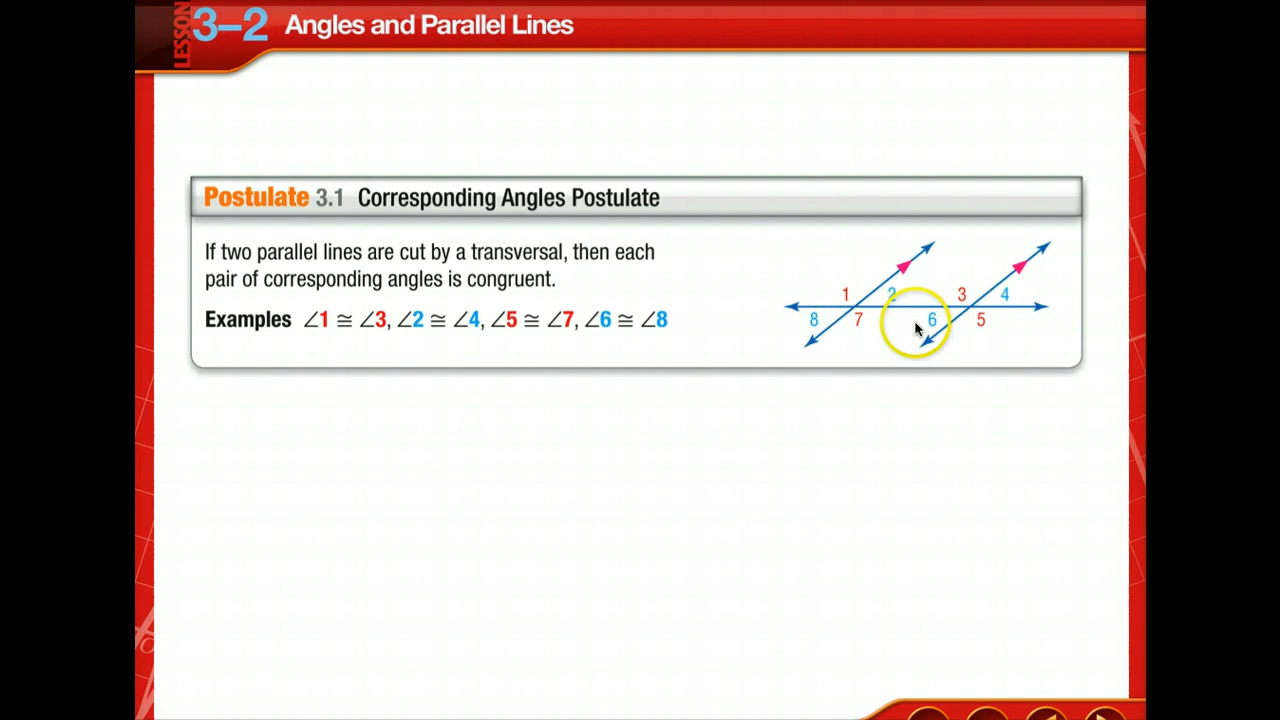 LESSON 3–2 Angles and Parallel Lines
Postulate 3.1 Corresponding Angles Postulate
If two parallel lines are cut by a transversal, then each
pair of corresponding angles is congruent.
Examples ∠1 ≅ ∠3, ∠2 ≅ ∠4, ∠5 ≅ ∠7, ∠6 ≅ ∠8
1 2 3 4
8 7 6 5